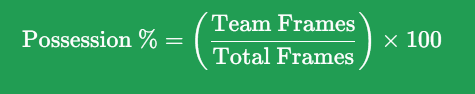 Possession % = (Team Frames / Total Frames) × 100